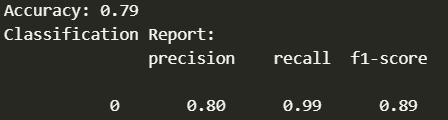 Accuracy: 0.79
Classification Report:
precision recall f1-score
0 0.80 0.99 0.89